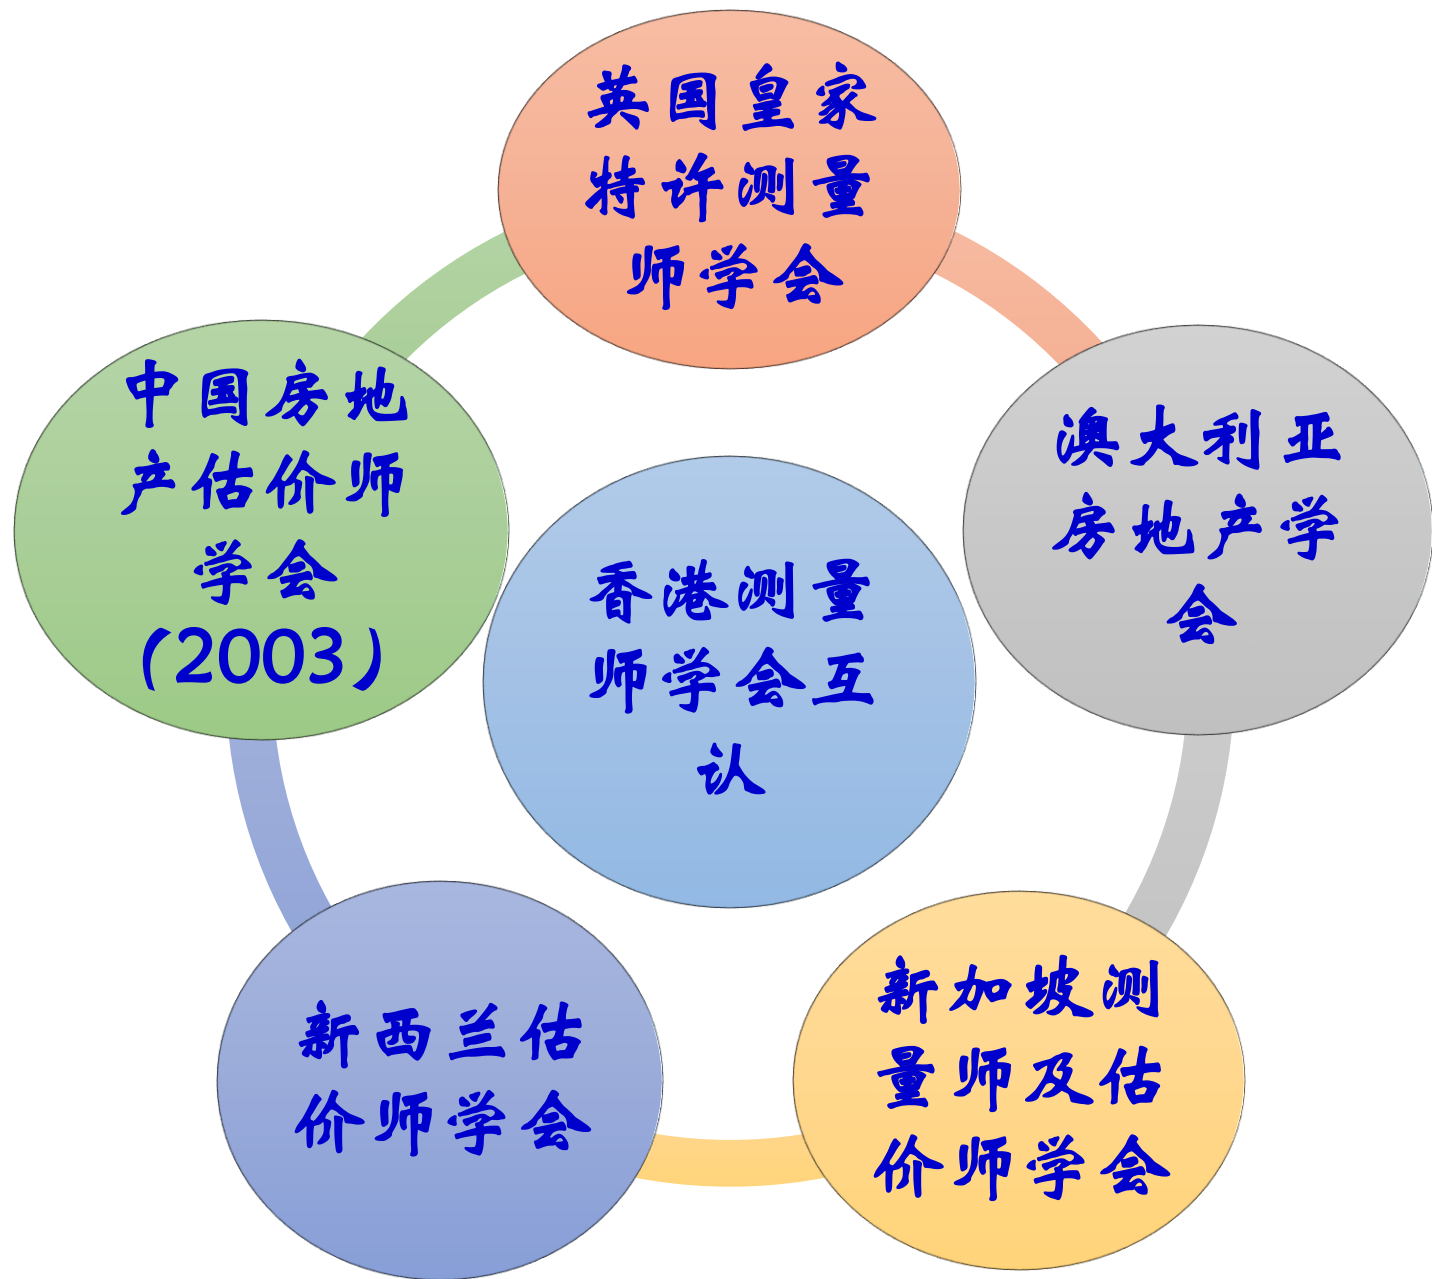 英国皇家
特许测量
师学会
中国房地
产估价师
学会
(2003)
澳大利亚
房地产学
会
香港测量
师学会互
认
新西兰估
价师学会
新加坡测
量师及估
价师学会